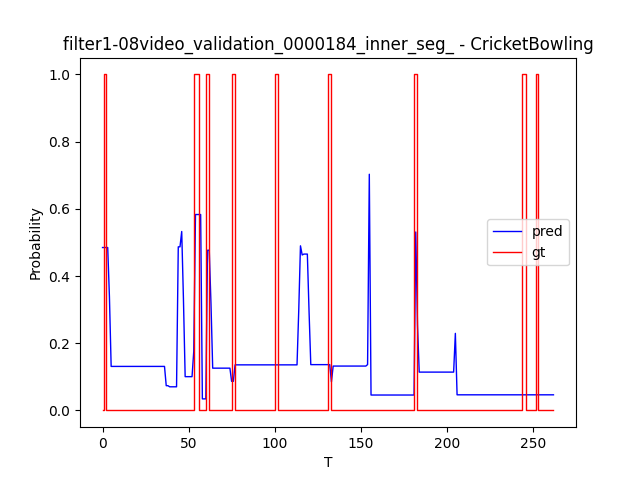 filter1-08video_validation_0000184_inner_seg_ - CricketBowling
1.0
0.8
0.6
0.4
0.2
0.0
Probability
pred
gt
0
50
100
150
200
250
T